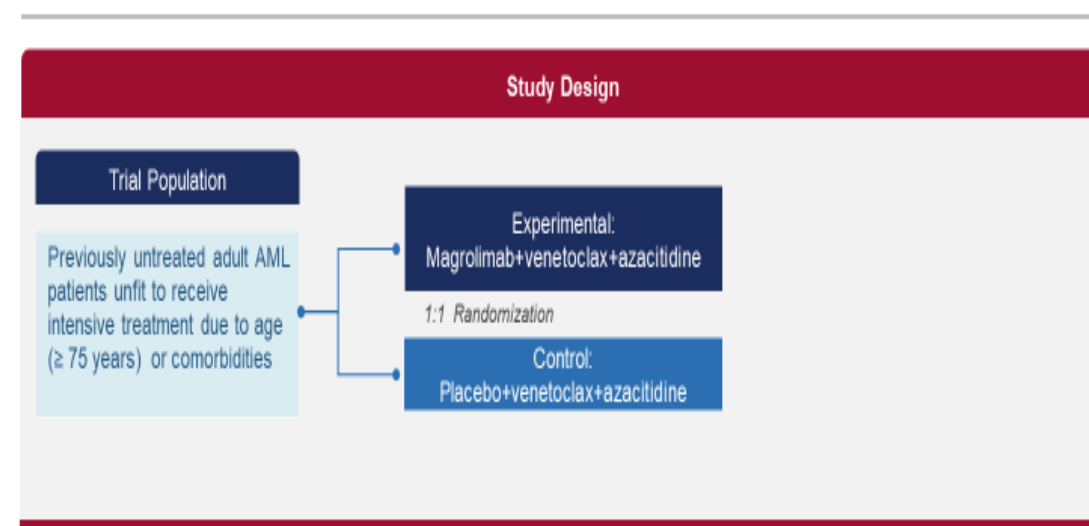 Study Design
Trial Population
Previously untreated adult AML
patients unfit to receive
intensive treatment due to age
(≥ 75 years) or comorbidities
Experimental:
Magrolimab+venetoclax+azacitidine
1:1 Randomization
Control:
Placebo+venetoclax+azacitidine